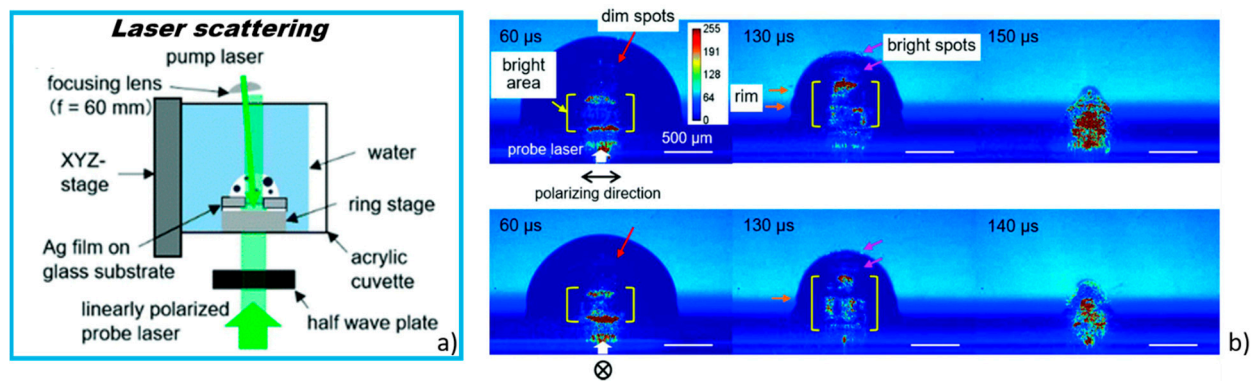 Laser scattering
pump laser
focusing lens
(f = 60 mm)
XYZ-
stage
water
ring stage
Ag film on
glass substrate
acrylic
cuvette
linearly polarized
probe laser
half wave plate
a)
60 μs
dim spots
255
191
128
64
0
bright
area
500 μm
probe laser
polarizing direction
130 μs
bright spots
rim
150 μs
60 μs
130 μs
140 μs
b)